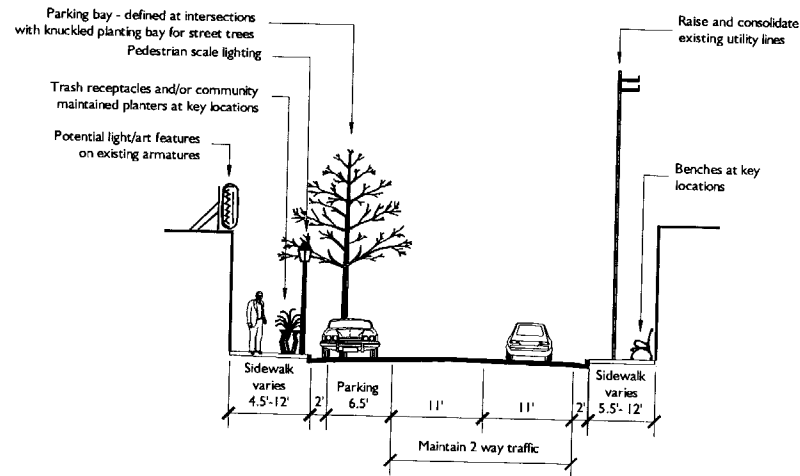 Parking bay - defined at intersections
with knuckled planting bay for street trees
Pedestrian scale lighting
Trash receptacles and/or community
maintained planters at key locations
Potential light/art features
on existing armatures
Raise and consolidate
existing utility lines
Benches at key
locations
Sidewalk
varies
4.5'-12'
2'
Parking
6.5'
11'
11'
2'
Sidewalk
varies
5.5'- 12'
Maintain 2 way traffic